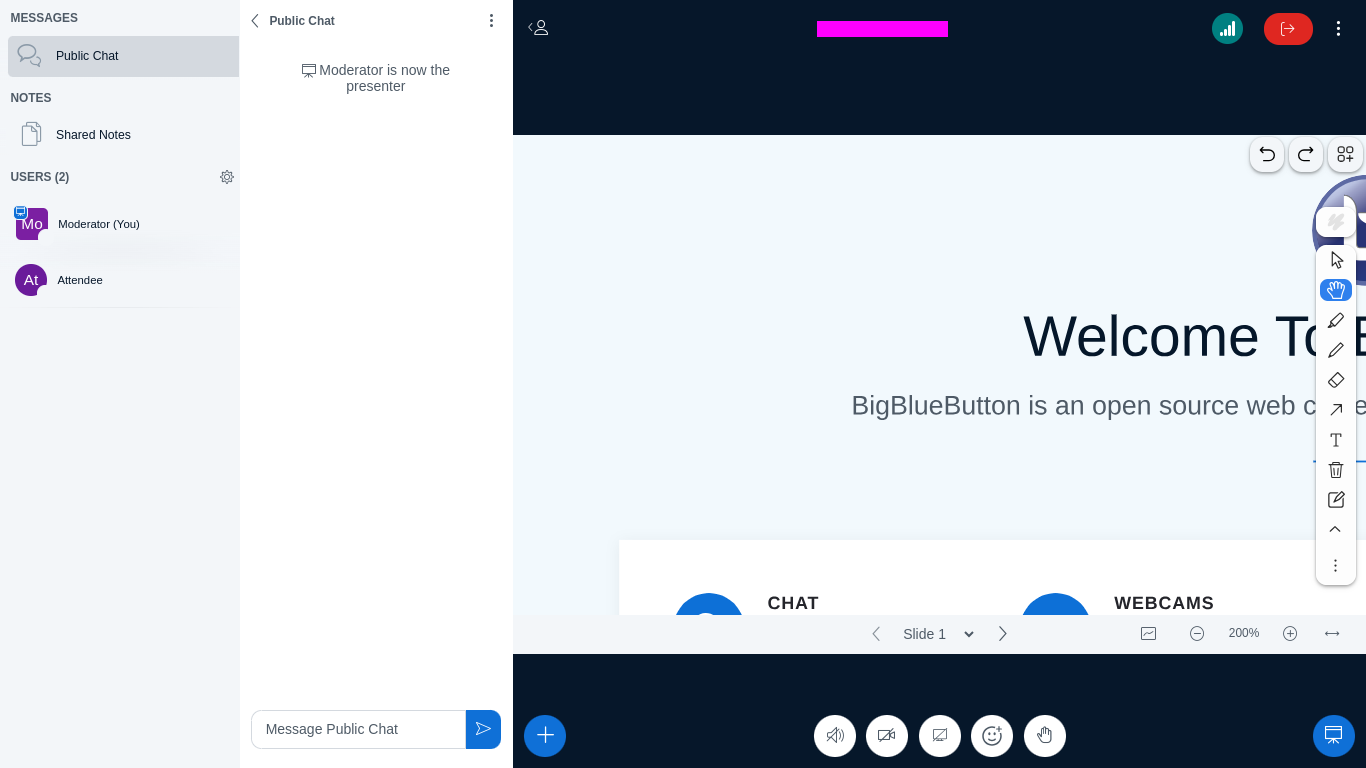 MESSAGES
Public Chat
NOTES
Shared Notes
USERS (2)
Mo
Moderator (You)
At
Attendee
Public Chat
Moderator is now the
presenter
Message Public Chat
Welcome To
BigBlueButton is an open source web
CHAT
WEBCAMS
Slide 1
200%